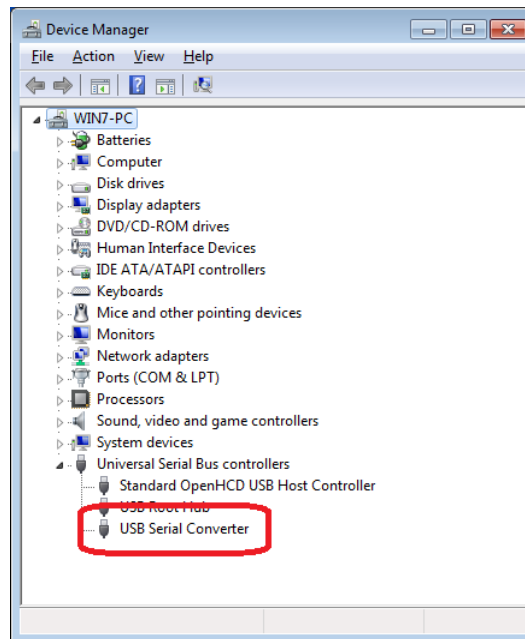 Device Manager
File Action View Help
WIN7-PC
Batteries
Computer
Disk drives
Display adapters
DVD/CD-ROM drives
Human Interface Devices
IDE ATA/ATAPI controllers
Keyboards
Mice and other pointing devices
Monitors
Network adapters
Ports (COM & LPT)
Processors
Sound, video and game controllers
System devices
Universal Serial Bus controllers
Standard OpenHCD USB Host Controller
USB Root Hub
USB Serial Converter